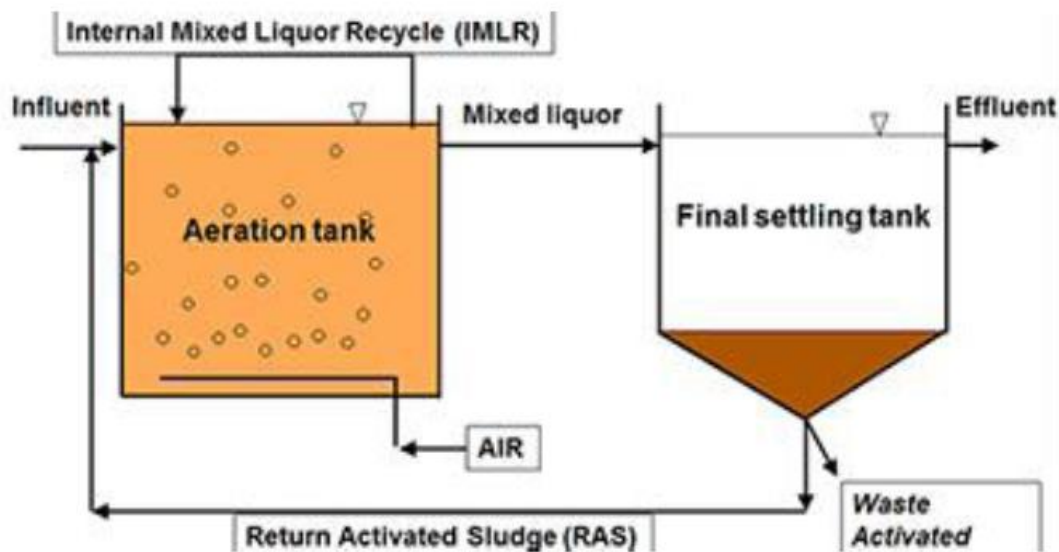 Internal Mixed Liquor Recycle (IMLR)
Influent
Mixed liquor
Effluent
Aeration tank
Final settling tank
AIR
Return Activated Sludge (RAS)
Waste
Activated